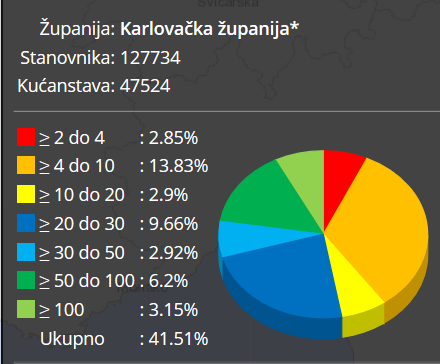 Švicarska
Županija: Karlovačka županija*
Stanovnika: 127734
Kućanstava: 47524
≥ 2 do 4 : 2.85%
≥ 4 do 10 : 13.83%
≥ 10 do 20 : 2.9%
≥ 20 do 30 : 9.66%
≥ 30 do 50 : 2.92%
≥ 50 do 100 : 6.2%
≥ 100 : 3.15%
Ukupno : 41.51%